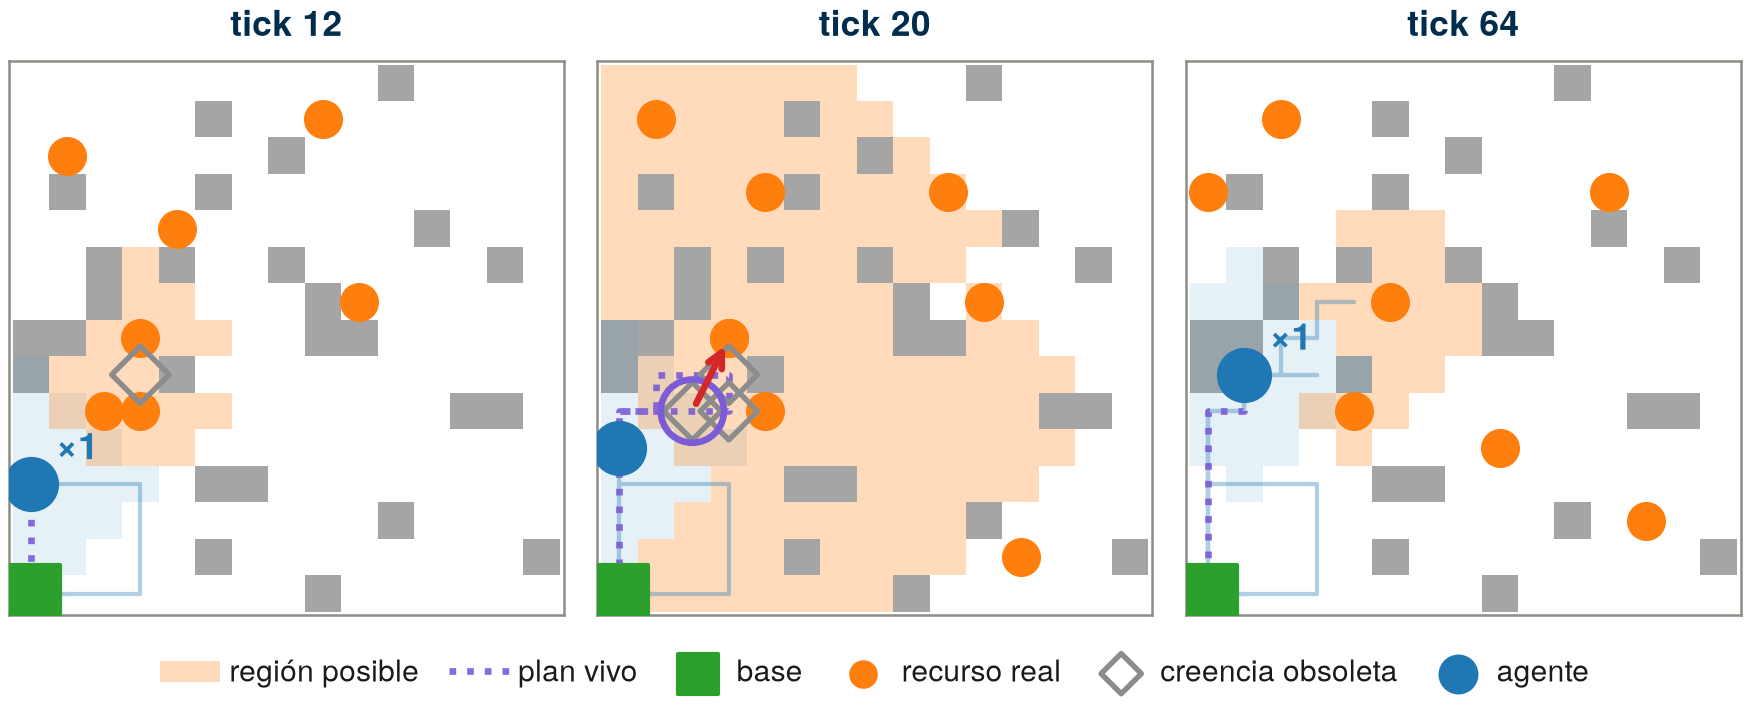 tick 12 tick 20 tick 64
×1
×1
región posible plan vivo base recurso real creencia obsoleta agente